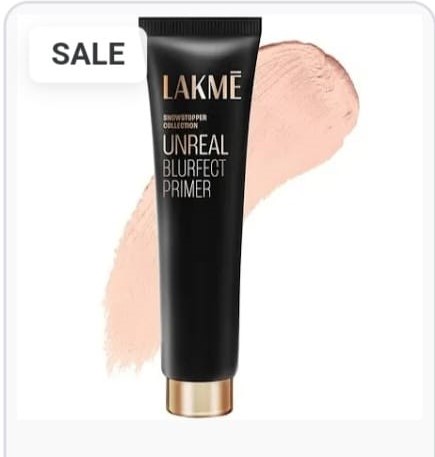 SALE
LAKMĒ
SHOWSTOPPER
COLLECTION
UNREAL
BLURFECT
PRIMER